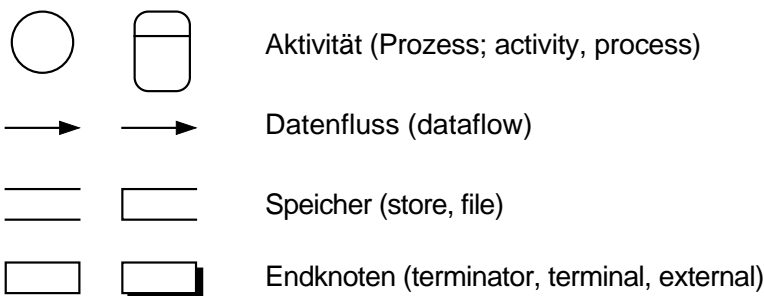 Aktivität (Prozess; activity, process)
Datenfluss (dataflow)
Speicher (store, file)
Endknoten (terminator, terminal, external)